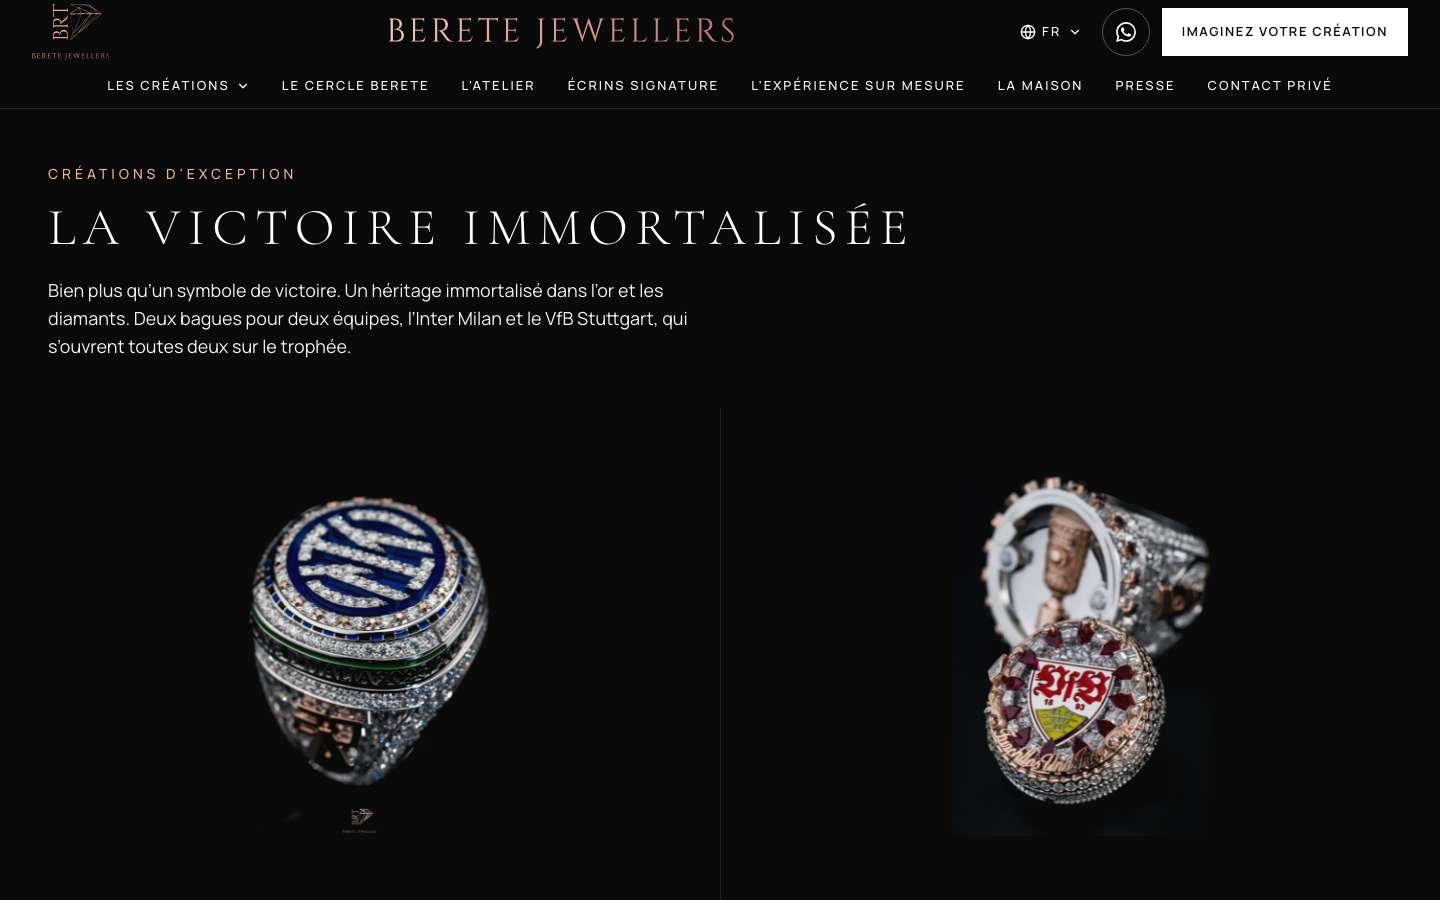 BRT
BERETE JEWELLERS
BERETE JEWELLERS
FR
IMAGINEZ VOTRE CRÉATION
LES CRÉATIONS
LE CERCLE BERETE
L'ATELIER
ÉCRINS SIGNATURE
L'EXPÉRIENCE SUR MESURE
LA MAISON
PRESSE
CONTACT PRIVÉ
CRÉATIONS D'EXCEPTION
LA VICTOIRE IMMORTALISÉE
Bien plus qu'un symbole de victoire. Un héritage immortalisé dans l'or et les
diamants. Deux bagues pour deux équipes, l'Inter Milan et le VfB Stuttgart, qui
s'ouvrent toutes deux sur le trophée.
VfB
18 93
BRT